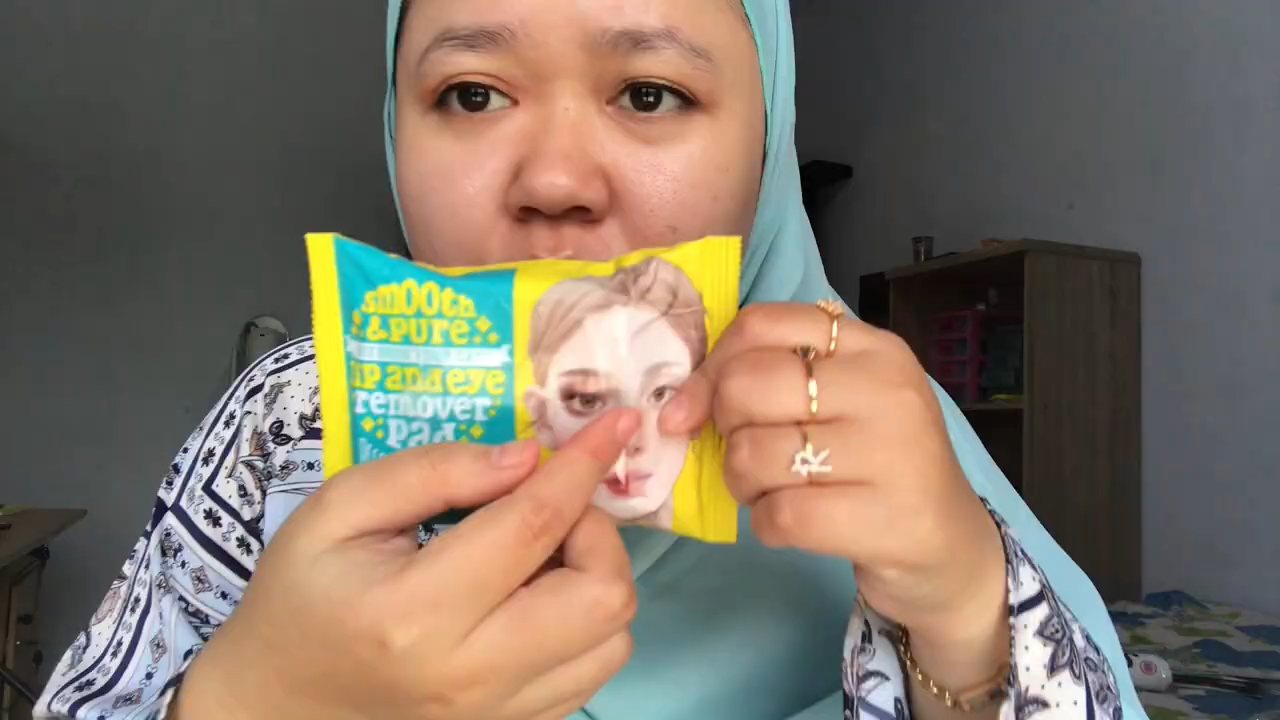 smooth
& PURE
lip and eye
remover
pad